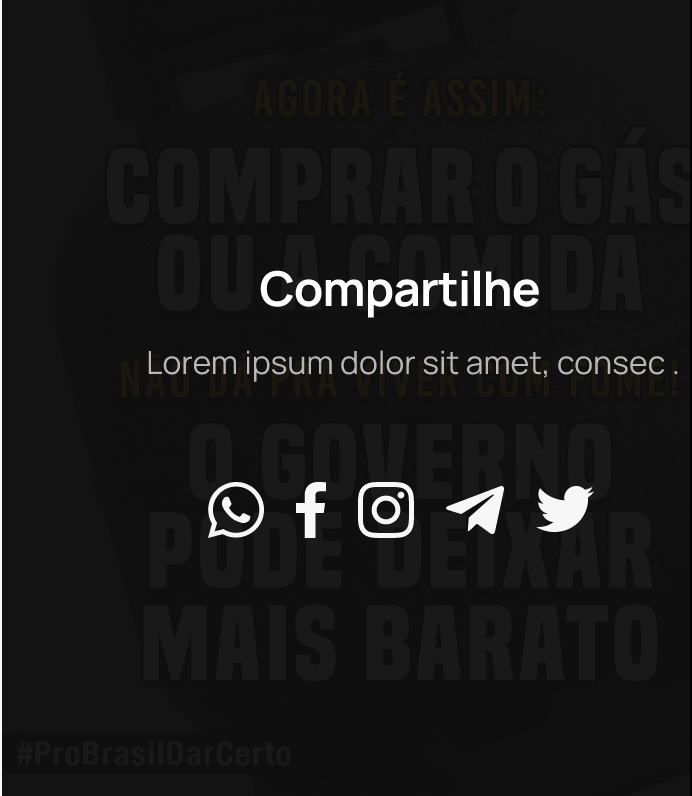 AGORA É ASSIM:
COMPRAR O GÁS
OU A COMIDA
Compartilhe
Lorem ipsum dolor sit amet, consec .
NÃO DÁ PRA VIVER COM FOME!
O GOVERNO
PODE DEIXAR
MAIS BARATO
#ProBrasilDarCerto